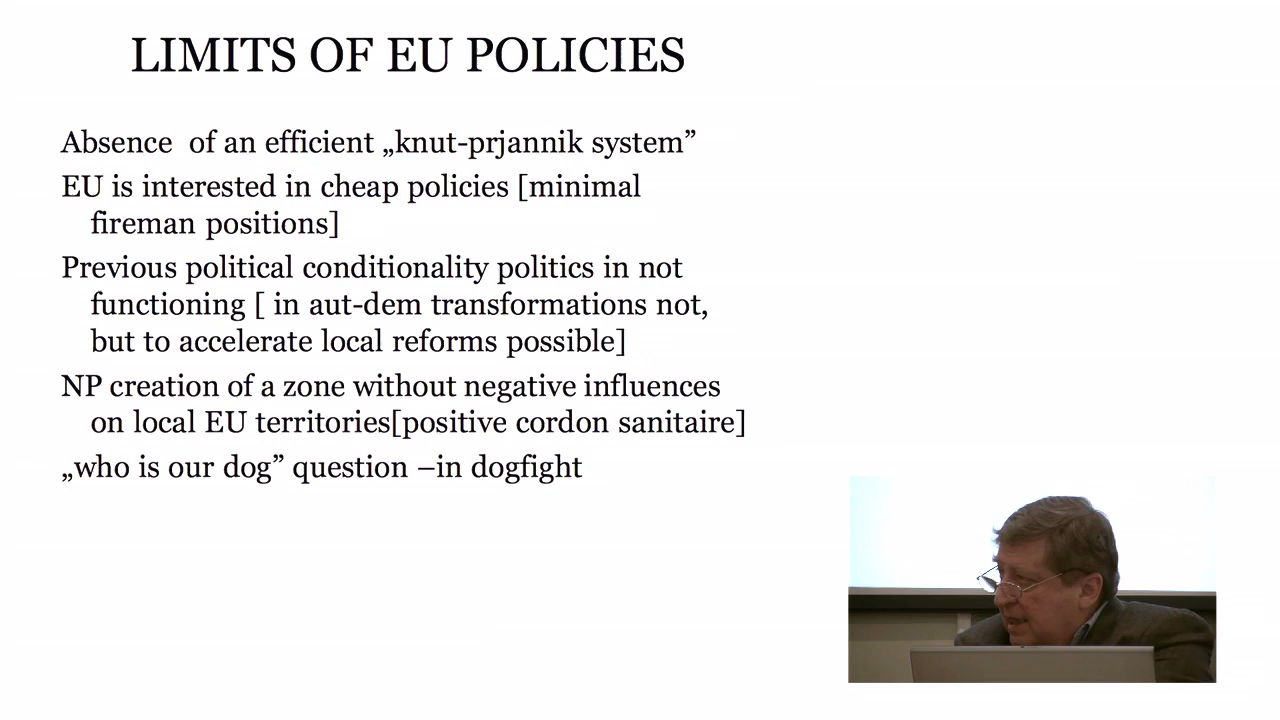 LIMITS OF EU POLICIES
Absence  of an efficient „knut-prjannik system”
EU is interested in cheap policies [minimal
fireman positions]
Previous political conditionality politics in not
functioning [ in aut-dem transformations not,
but to accelerate local reforms possible]
NP creation of a zone without negative influences
on local EU territories[positive cordon sanitaire]
„who is our dog” question –in dogfight